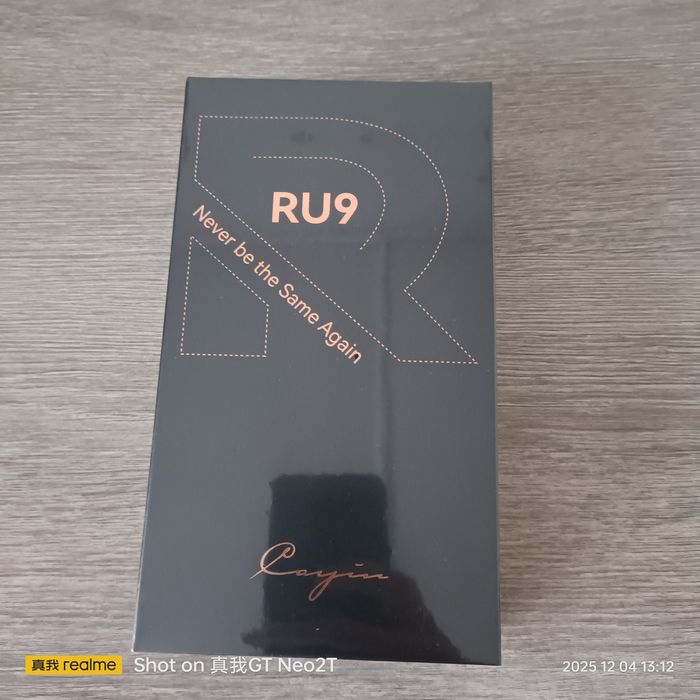 RU9
Never be the Same Again
Cayin
真我 realme
Shot on 真我GT Neo2T
2025 12 04 13:12